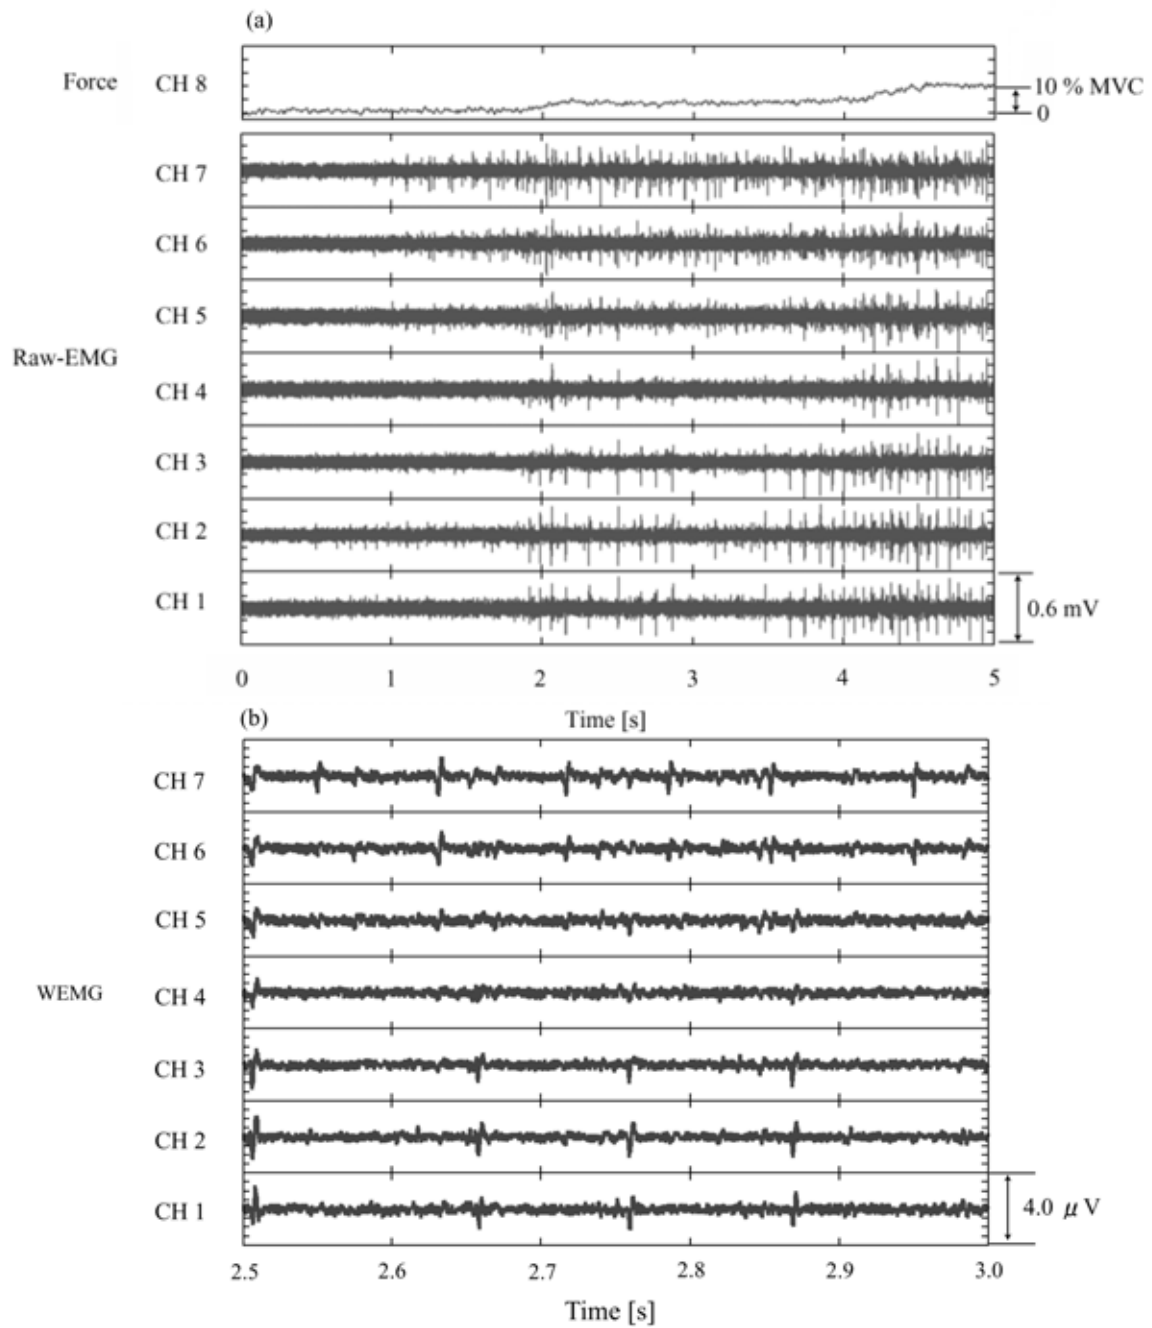 (a)
Force CH 8 10 % MVC
0
CH 7
CH 6
CH 5
Raw-EMG
CH 4
CH 3
CH 2
CH 1 0.6 mV
0 1 2 3 4 5
(b) Time [s]
CH 7
CH 6
CH 5
WEMG CH 4
CH 3
CH 2
CH 1 4.0 μV
2.5 2.6 2.7 2.8 2.9 3.0
Time [s]